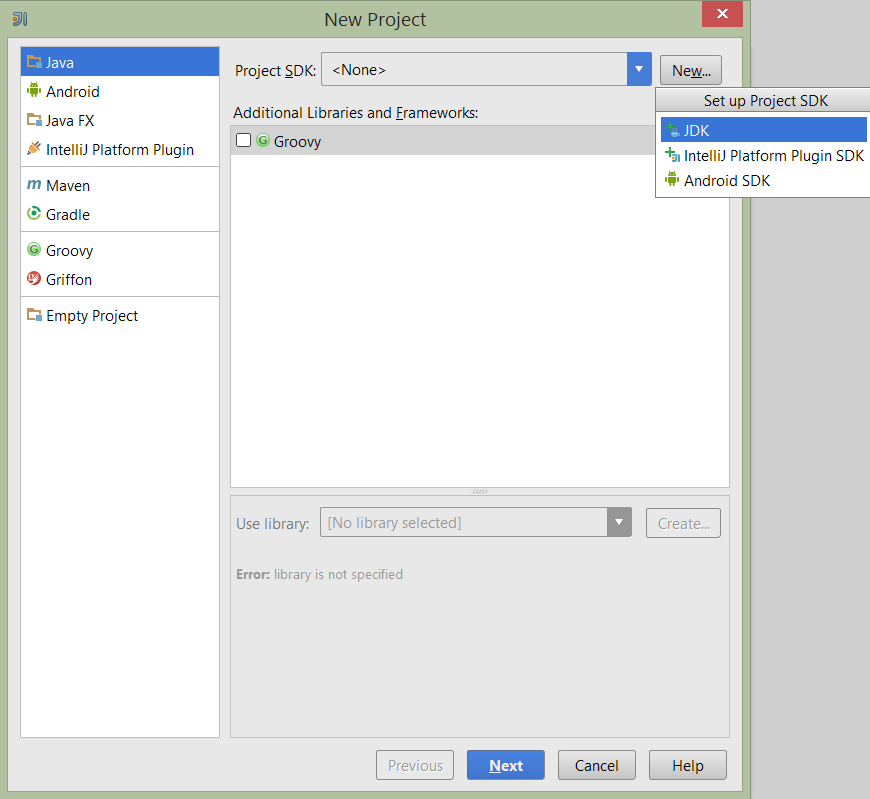 New Project
Java
Android
Java FX
IntelliJ Platform Plugin
Maven
Gradle
Groovy
Griffon
Empty Project
Project SDK: <None> New...
Set up Project SDK
JDK
IntelliJ Platform Plugin SDK
Android SDK
Additional Libraries and Frameworks:
Groovy
Use library: [No library selected] Create...
Error: library is not specified
Previous Next Cancel Help